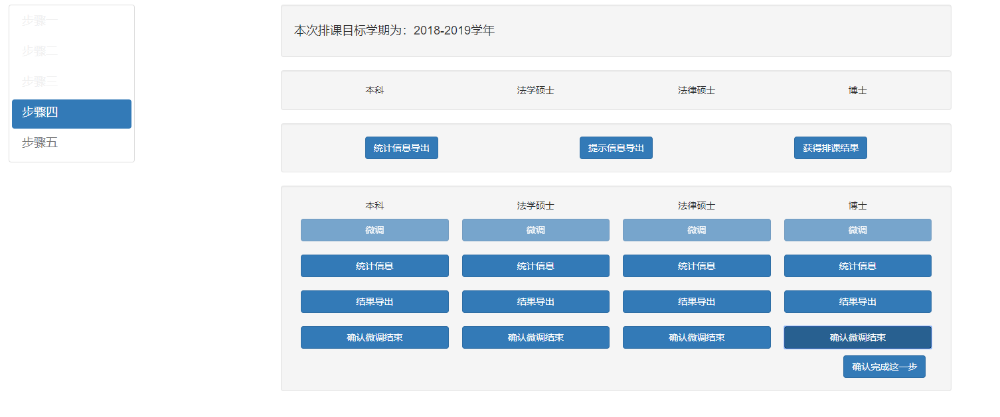 步骤一
步骤二
步骤三
步骤四
步骤五
本次排课目标学期为：2018-2019学年
本科 法学硕士 法律硕士 博士
统计信息导出 提示信息导出 获得排课结果
本科 法学硕士 法律硕士 博士
微调 微调 微调 微调
统计信息 统计信息 统计信息 统计信息
结果导出 结果导出 结果导出 结果导出
确认微调结束 确认微调结束 确认微调结束 确认微调结束
确认完成这一步